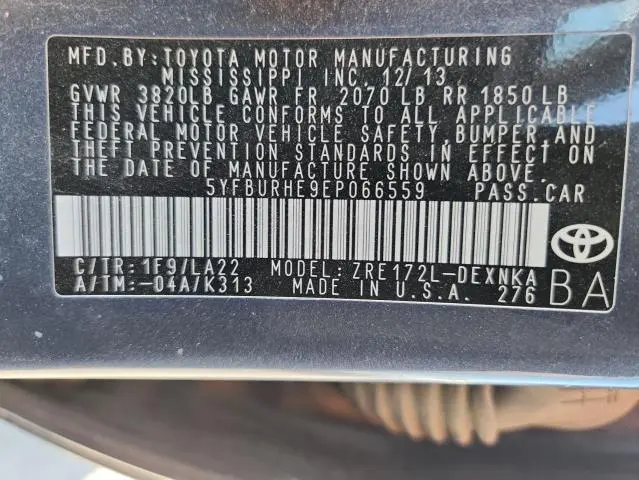 MFD.BY: TOYOTA MOTOR MANUFACTURING
MISSISSIPPI INC. 12/13
GVWR 3820LB GAWR FR 2070 LB RR 1850 LB
THIS VEHICLE CONFORMS TO ALL APPLICABLE
FEDERAL MOTOR VEHICLE SAFETY, BUMPER, AND
THEFT PREVENTION STANDARDS IN EFFECT ON
THE DATE OF MANUFACTURE SHOWN ABOVE.
5YFBURHE9EP066559 PASS.CAR
C/TR: 1F9/LA22 MODEL: ZRE172L-DEXNKA
A/TM: -04A/K313 MADE IN U.S.A. 276 BA